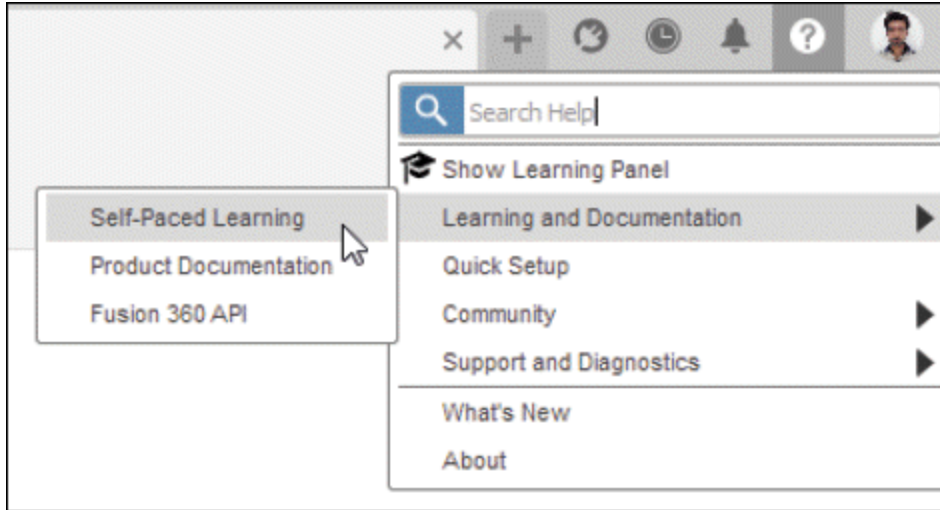 Search Help
Show Learning Panel
Learning and Documentation
Self-Paced Learning
Product Documentation
Fusion 360 API
Quick Setup
Community
Support and Diagnostics
What's New
About